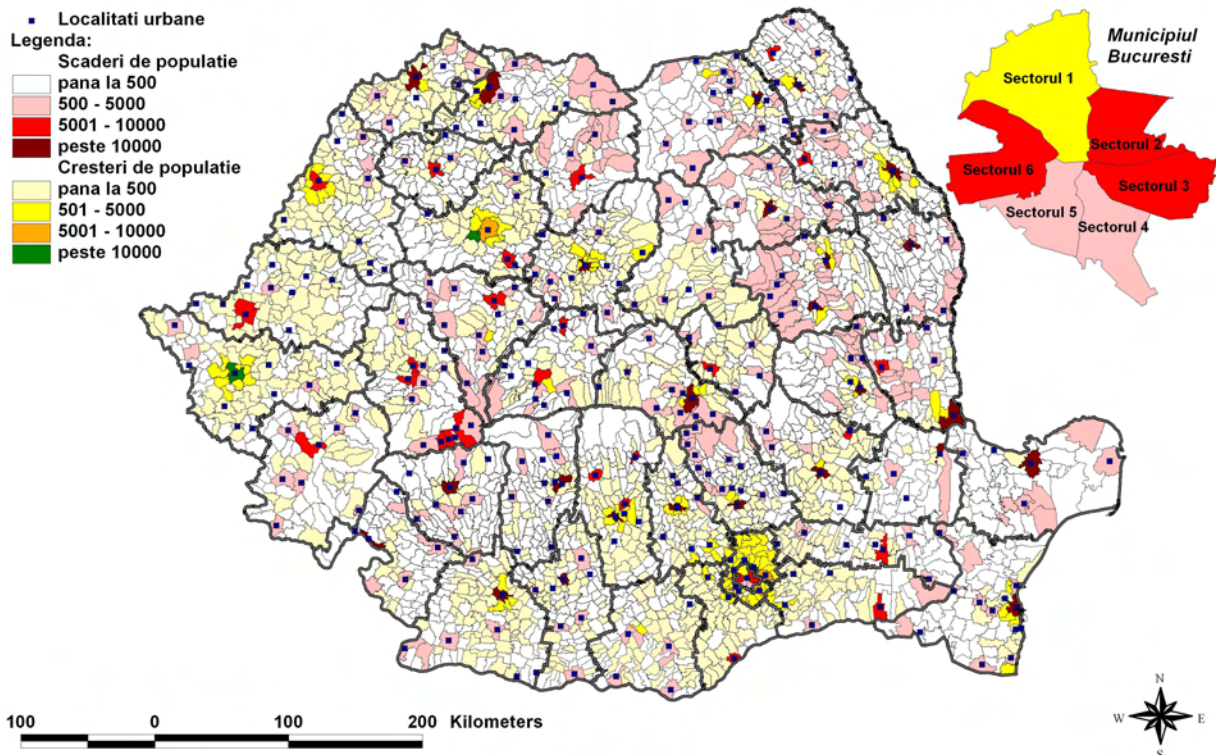 Localitati urbane
Legenda:
Scaderi de populatie
pana la 500
500 - 5000
5001 - 10000
peste 10000
Cresteri de populatie
pana la 500
501 - 5000
5001 - 10000
peste 10000
Municipiul
Bucuresti
Sectorul 1
Sectorul 2
Sectorul 6
Sectorul 3
Sectorul 5
Sectorul 4
100 0 100 200 Kilometers
N
W E
S